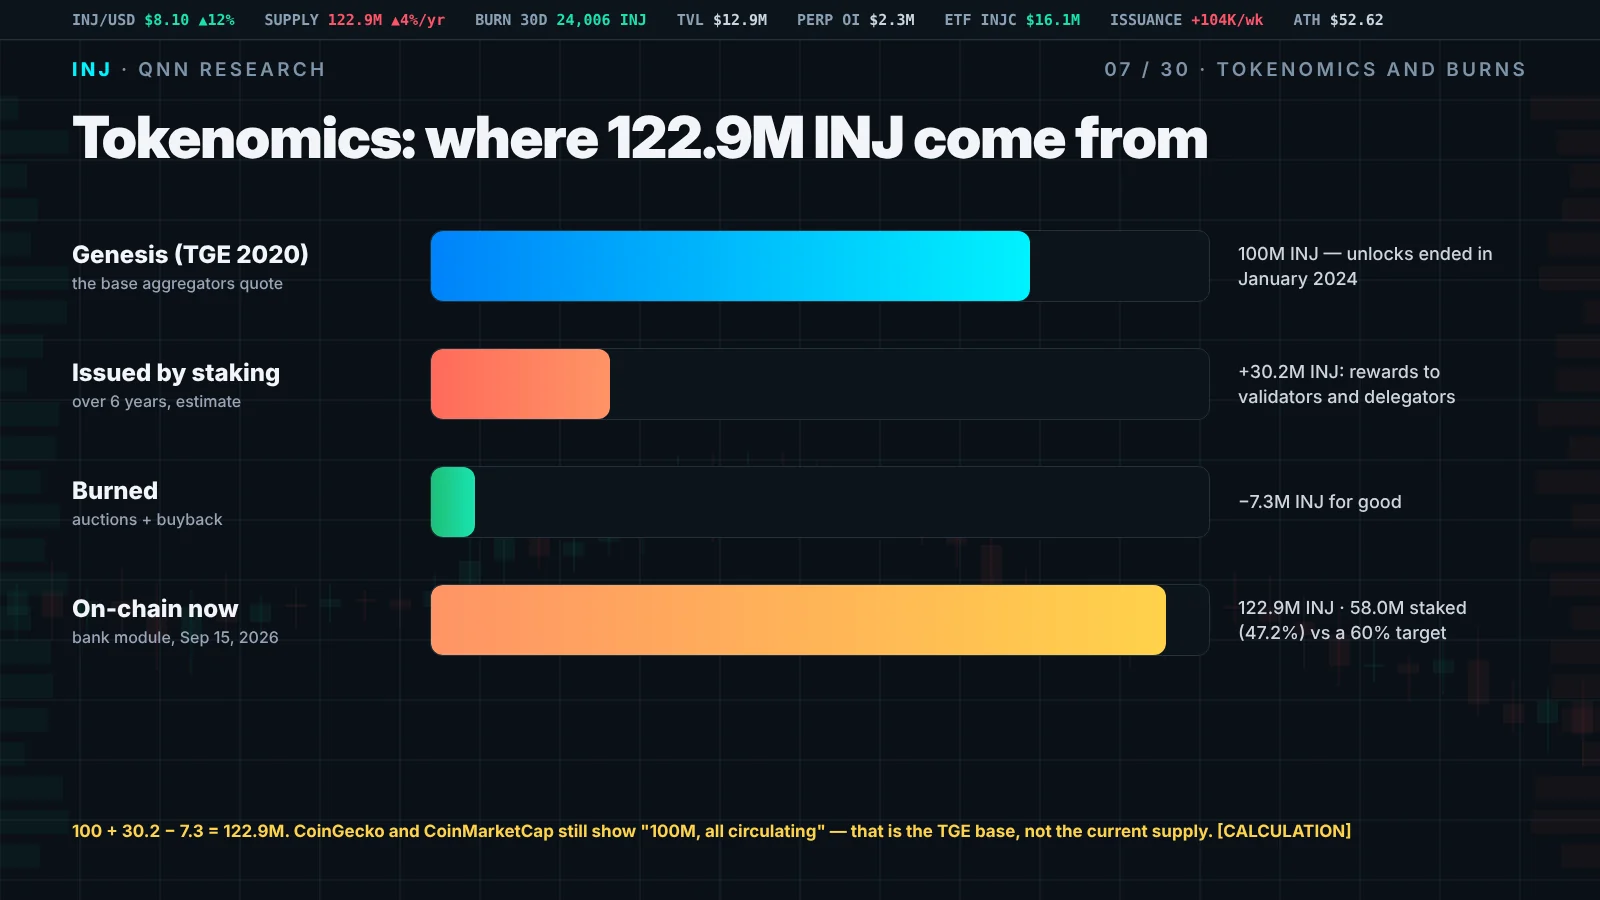 INJ/USD $8.10 ▲12% SUPPLY 122.9M ▲4%/yr BURN 30D 24,006 INJ TVL $12.9M PERP OI $2.3M ETF INJC $16.1M ISSUANCE +104K/wk ATH $52.62
INJ · QNN RESEARCH
07 / 30 · TOKENOMICS AND BURNS
Tokenomics: where 122.9M INJ come from
Genesis (TGE 2020)
the base aggregators quote
100M INJ — unlocks ended in
January 2024
Issued by staking
over 6 years, estimate
+30.2M INJ: rewards to
validators and delegators
Burned
auctions + buyback
−7.3M INJ for good
On-chain now
bank module, Sep 15, 2026
122.9M INJ · 58.0M staked
(47.2%) vs a 60% target
100 + 30.2 − 7.3 = 122.9M. CoinGecko and CoinMarketCap still show "100M, all circulating" — that is the TGE base, not the current supply. [CALCULATION]